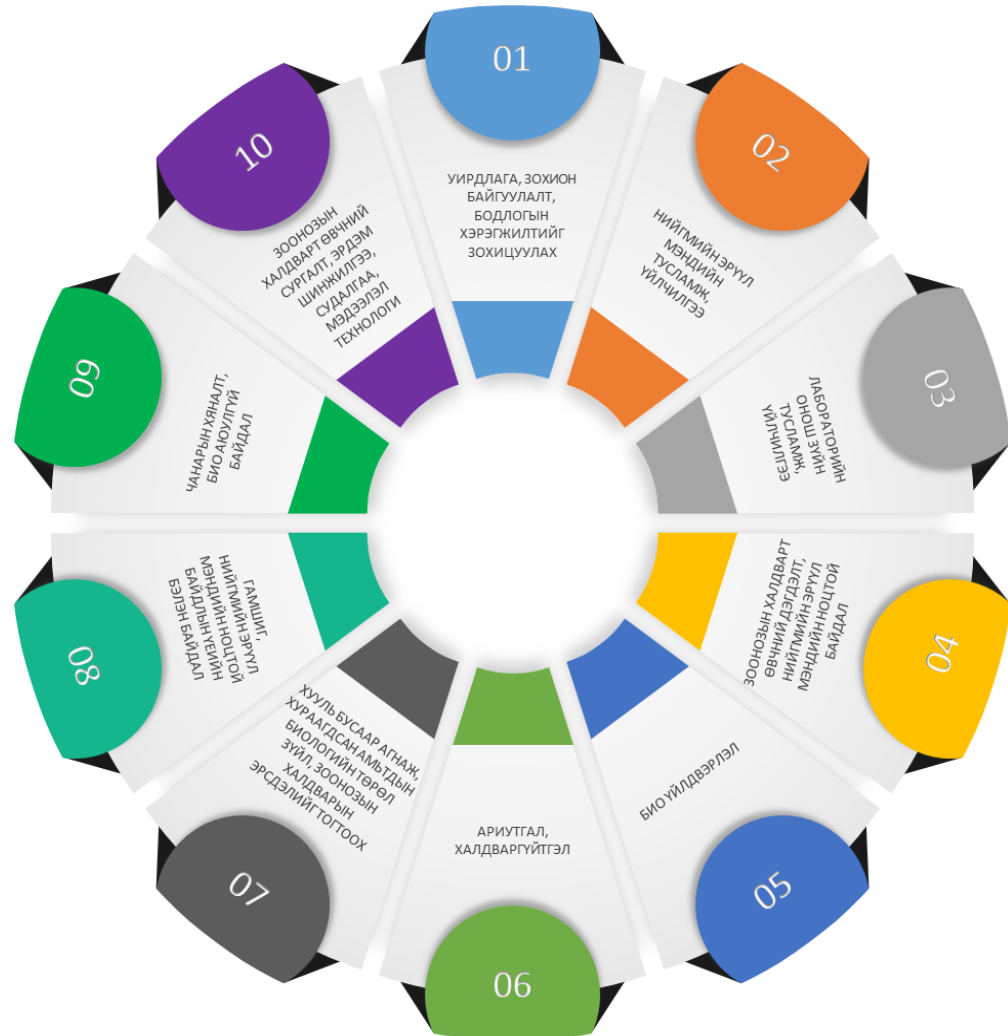 01
УИРДЛАГА, ЗОХИОН
БАЙГУУЛАЛТ,
БОДЛОГЫН
ХЭРЭГЖИЛТИЙГ
ЗОХИЦУУЛАХ
02
НИЙГМИЙН ЭРҮҮЛ
МЭНДИЙН
ТУСЛАМЖ,
ҮЙЛЧИЛГЭЭ
03
ЛАБОРАТОРИЙН
ОНОШ ЗҮЙН
ТУСЛАМЖ,
ҮЙЛЧИЛГЭЭ
04
ЗООНОЗЫН ХАЛДВАРТ
ӨВЧНИЙ ДЭГДЭЛТ,
НИЙГМИЙН ЭРҮҮЛ
МЭНДИЙН НОЦТОЙ
БАЙДАЛ
05
БИО ҮЙЛДВЭРЛЭЛ
06
АРИУТГАЛ,
ХАЛДВАРГҮЙТГЭЛ
07
ХУУЛЬ БУСААР АГНАЖ,
ХУРААГДСАН АМЬТДЫН
БИОЛОГИЙН ТӨРӨЛ
ЗҮЙЛ, ЗООНОЗЫН
ХАЛДВАРЫН
ЭРСДЭЛИЙГ ТОГТООХ
08
ГАМШИГ,
НИЙГМИЙН ЭРҮҮЛ
МЭНДИЙН НОЦТОЙ
БАЙДЛЫН ҮЕИЙН
БЭЛЭН БАЙДАЛ
09
ЧАНАРЫН ХЯНАЛТ,
БИО АЮУЛГҮЙ
БАЙДАЛ
10
ЗООНОЗЫН
ХАЛДВАРТ ӨВЧНИЙ
СУРГАЛТ, ЭРДЭМ
ШИНЖИЛГЭЭ,
СУДАЛГАА,
МЭДЭЭЛЭЛ
ТЕХНОЛОГИ